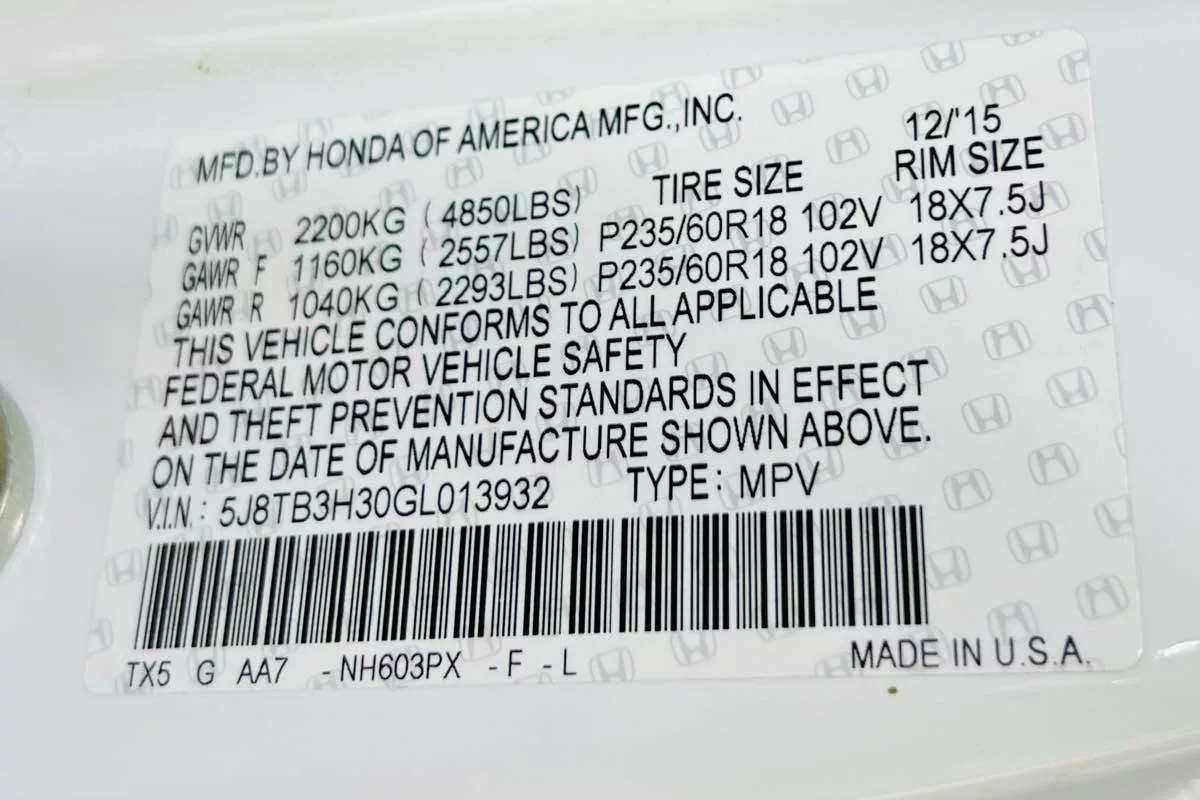 MFD.BY HONDA OF AMERICA MFG.,INC. 12/'15
TIRE SIZE RIM SIZE
GVWR 2200KG ( 4850LBS)
GAWR F 1160KG ( 2557LBS) P235/60R18 102V 18X7.5J
GAWR R 1040KG ( 2293LBS) P235/60R18 102V 18X7.5J
THIS VEHICLE CONFORMS TO ALL APPLICABLE
FEDERAL MOTOR VEHICLE SAFETY
AND THEFT PREVENTION STANDARDS IN EFFECT
ON THE DATE OF MANUFACTURE SHOWN ABOVE.
V.I.N.: 5J8TB3H30GL013932 TYPE: MPV
TX5 G AA7 -NH603PX -F -L MADE IN U.S.A.